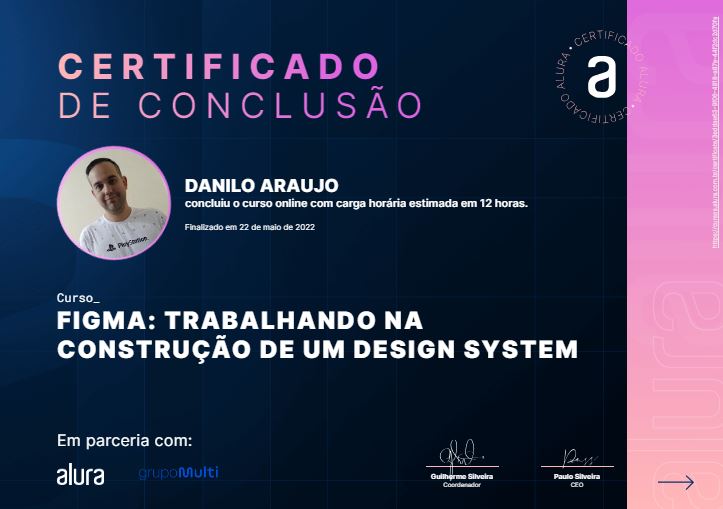 CERTIFICADO
DE CONCLUSÃO
ALURA • CERTIFICADO ALURA • CERTIFICADO
a
DANILO ARAUJO
concluiu o curso online com carga horária estimada em 12 horas.
Finalizado em 22 de maio de 2022
PlayStation
Curso_
FIGMA: TRABALHANDO NA
CONSTRUÇÃO DE UM DESIGN SYSTEM
Em parceria com:
alura
grupoMulti
Guilherme Silveira
Coordenador
Paulo Silveira
CEO
alura